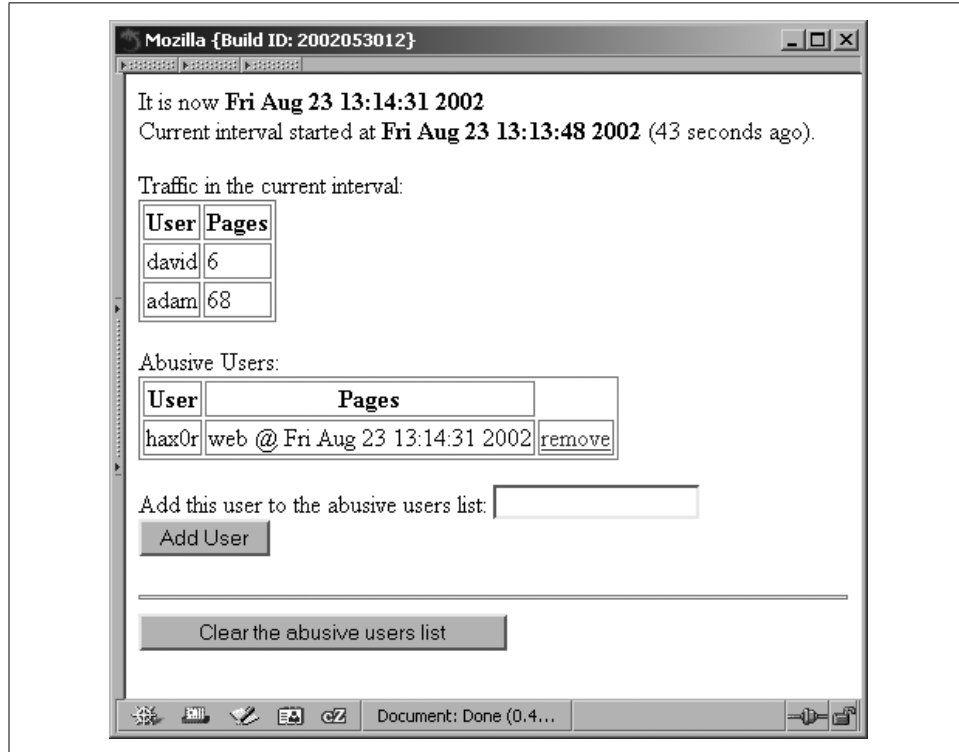 Mozilla {Build ID: 2002053012}
It is now Fri Aug 23 13:14:31 2002
Current interval started at Fri Aug 23 13:13:48 2002 (43 seconds ago).
Traffic in the current interval:
User Pages
david 6
adam 68
Abusive Users:
User Pages
hax0r web @ Fri Aug 23 13:14:31 2002 remove
Add this user to the abusive users list:
Add User
Clear the abusive users list
Document: Done (0.4...